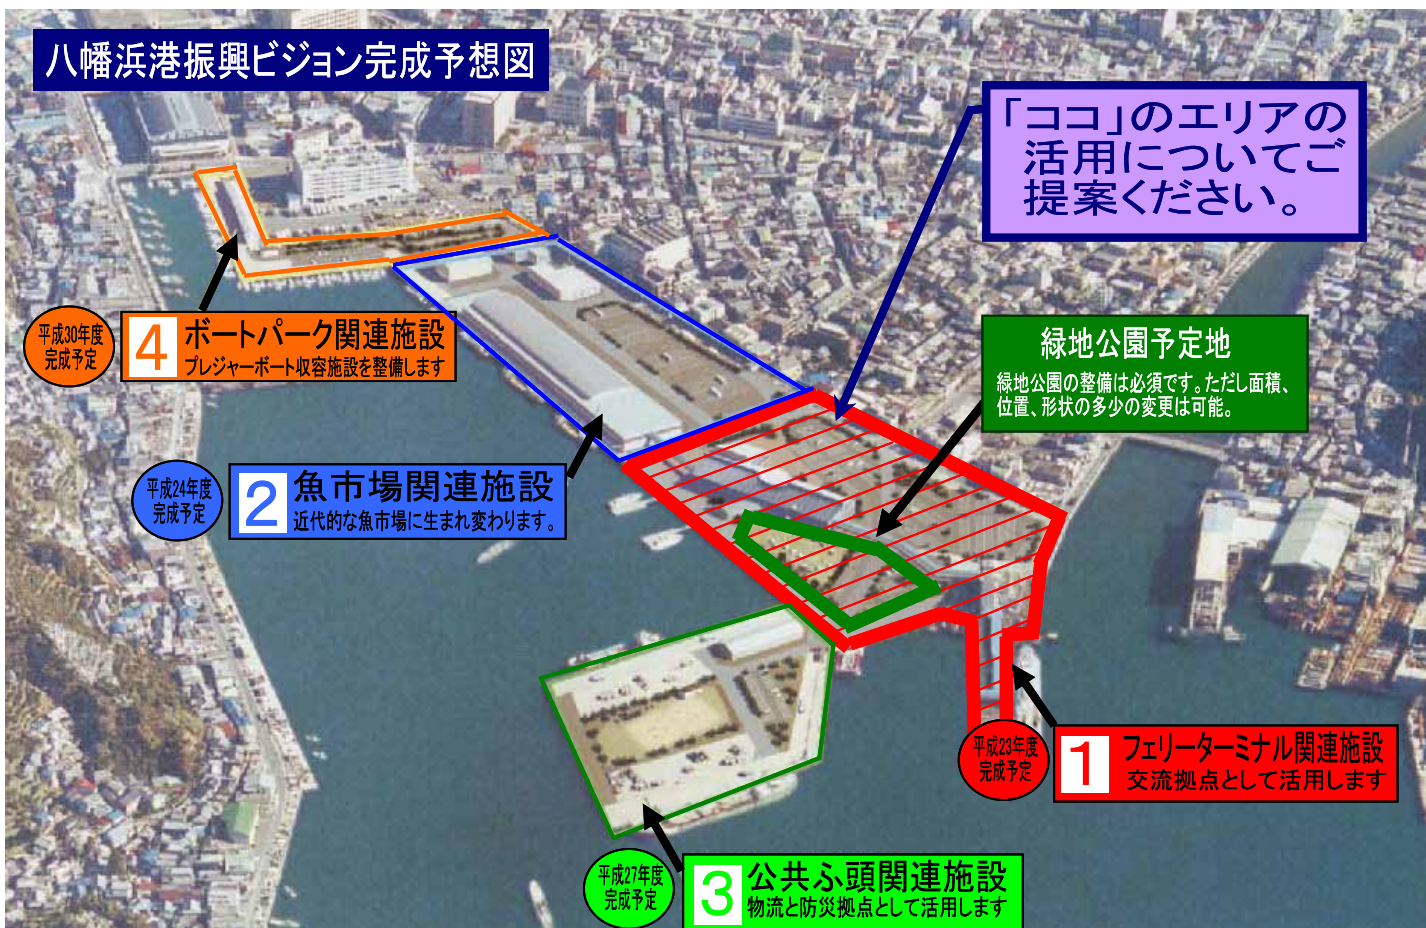 八幡浜港振興ビジョン完成予想図
「ココ」のエリアの
活用についてご
提案ください。
緑地公園予定地
緑地公園の整備は必須です。ただし面積、
位置、形状の多少の変更は可能。
平成30年度
完成予定
4
ボートパーク関連施設
プレジャーボート収容施設を整備します
平成24年度
完成予定
2
魚市場関連施設
近代的な魚市場に生まれ変わります。
平成23年度
完成予定
1
フェリーターミナル関連施設
交流拠点として活用します
平成27年度
完成予定
3
公共ふ頭関連施設
物流と防災拠点として活用します